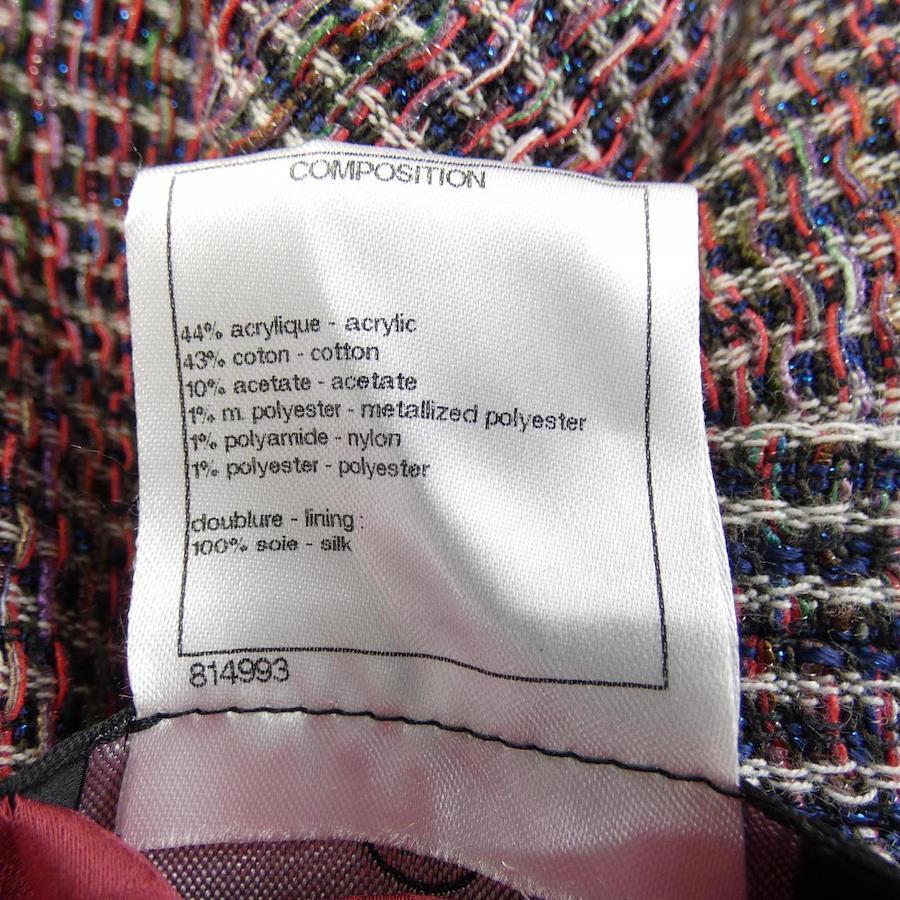 COMPOSITION
44% acrylique - acrylic
43% coton - cotton
10% acetate - acetate
1% m. polyester - metallized polyester
1% polyamide - nylon
1% polyester - polyester
doublure - lining:
100% soie - silk
814993